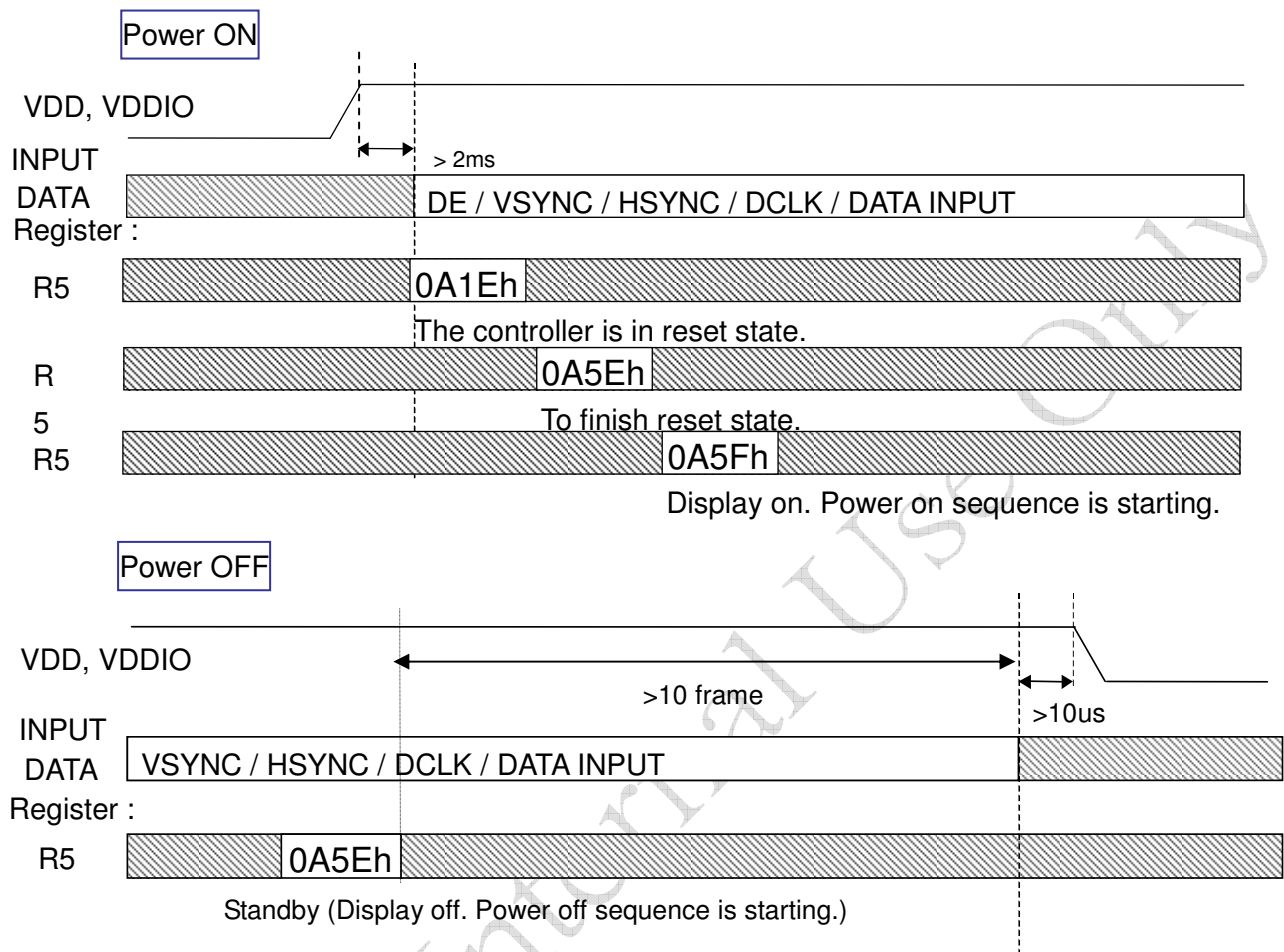 Power ON
VDD, VDDIO
> 2ms
INPUT
DATA
DE / VSYNC / HSYNC / DCLK / DATA INPUT
Register :
R5
0A1Eh
The controller is in reset state.
R
5
0A5Eh
To finish reset state.
R5
0A5Fh
Display on. Power on sequence is starting.
Power OFF
VDD, VDDIO
>10 frame
>10us
INPUT
DATA
VSYNC / HSYNC / DCLK / DATA INPUT
Register :
R5
0A5Eh
Standby (Display off. Power off sequence is starting.)
Internal Use Only